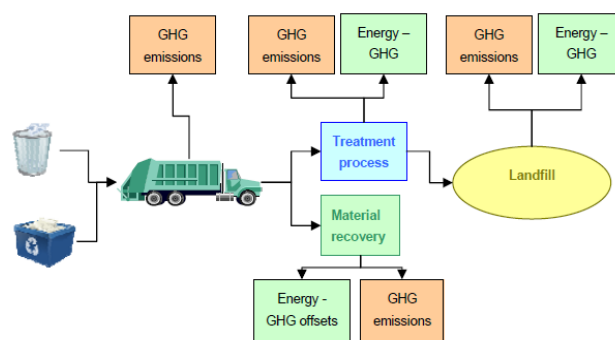 GHG
emissions
GHG
emissions
Energy –
GHG
GHG
emissions
Energy –
GHG
Treatment
process
Landfill
Material
recovery
Energy -
GHG offsets
GHG
emissions